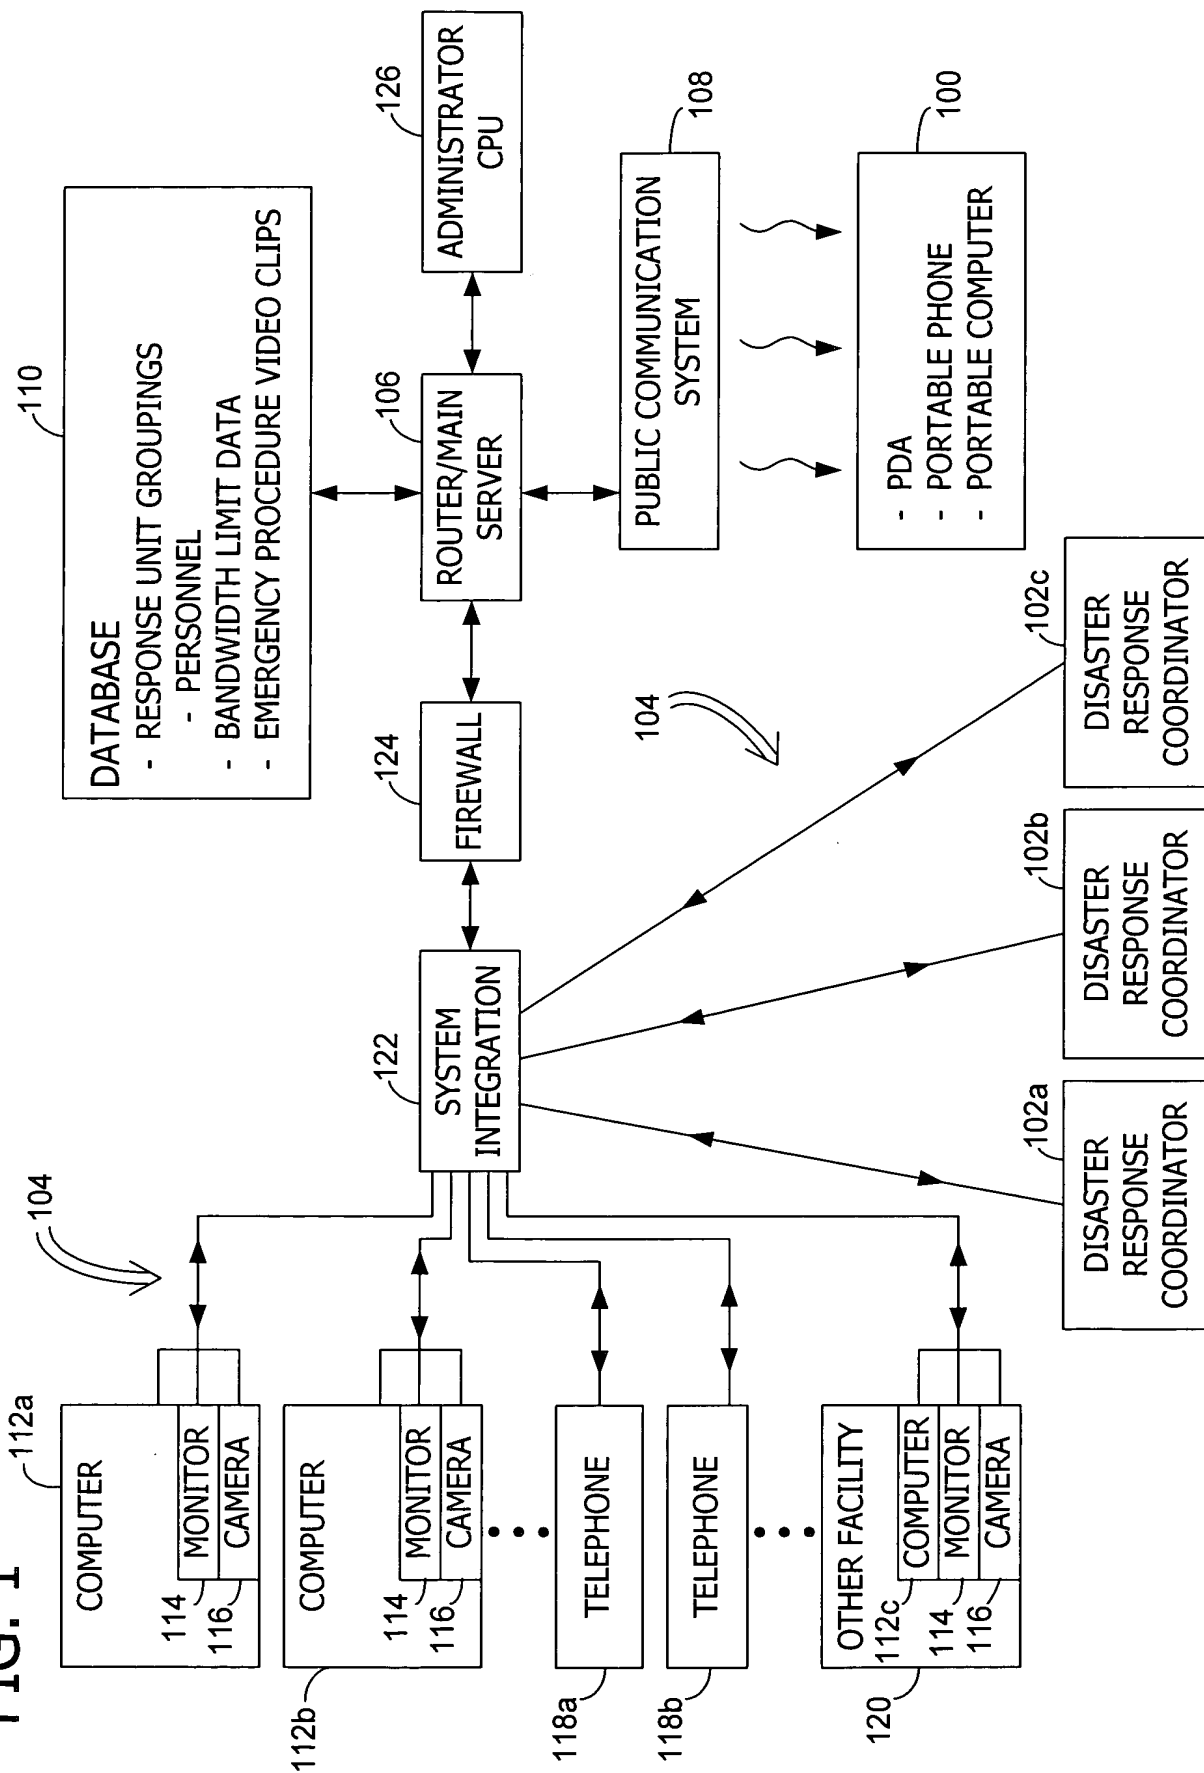 FIG. 1
112a
COMPUTER
MONITOR
CAMERA
114
116
104
112b
COMPUTER
MONITOR
CAMERA
114
116
118a
TELEPHONE
118b
TELEPHONE
120
OTHER FACILITY
COMPUTER
MONITOR
CAMERA
112c
114
116
122
SYSTEM
INTEGRATION
124
FIREWALL
106
ROUTER/MAIN
SERVER
126
ADMINISTRATOR
CPU
110
DATABASE
- RESPONSE UNIT GROUPINGS
- PERSONNEL
- BANDWIDTH LIMIT DATA
- EMERGENCY PROCEDURE VIDEO CLIPS
108
PUBLIC COMMUNICATION
SYSTEM
100
- PDA
- PORTABLE PHONE
- PORTABLE COMPUTER
104
102a
DISASTER
RESPONSE
COORDINATOR
102b
DISASTER
RESPONSE
COORDINATOR
102c
DISASTER
RESPONSE
COORDINATOR